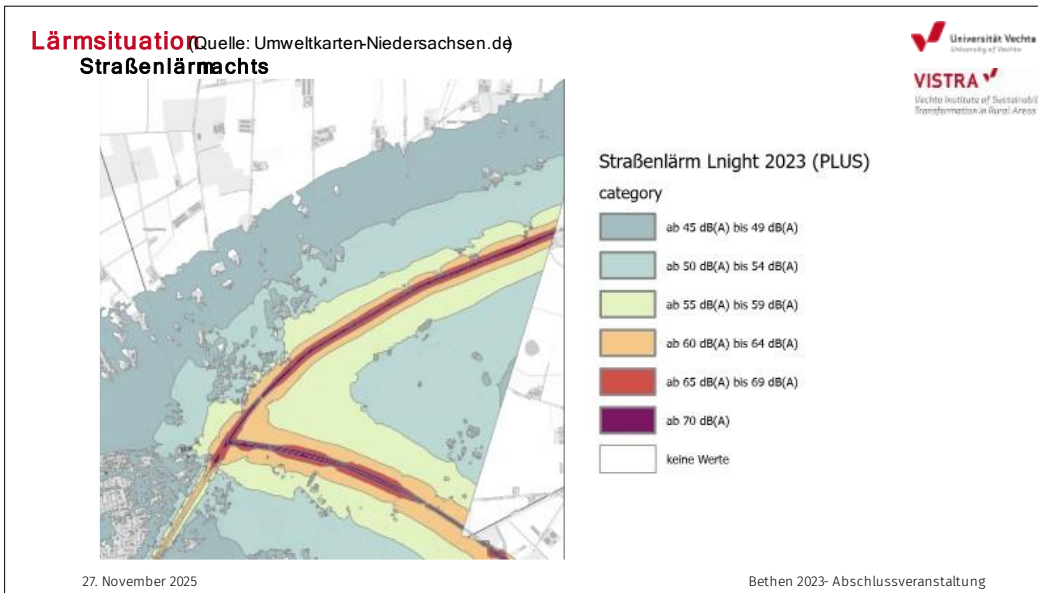 Lärmsituation (Quelle: Umweltkarten-Niedersachsen.de)
Straßenlärm nachts
Universität Vechta
University of Vechta
VISTRA
Vechta Institute of Sustainabil
Transformation in Rural Areas
Straßenlärm Lnight 2023 (PLUS)
category
ab 45 dB(A) bis 49 dB(A)
ab 50 dB(A) bis 54 dB(A)
ab 55 dB(A) bis 59 dB(A)
ab 60 dB(A) bis 64 dB(A)
ab 65 dB(A) bis 69 dB(A)
ab 70 dB(A)
keine Werte
27. November 2025
Bethen 2023- Abschlussveranstaltung